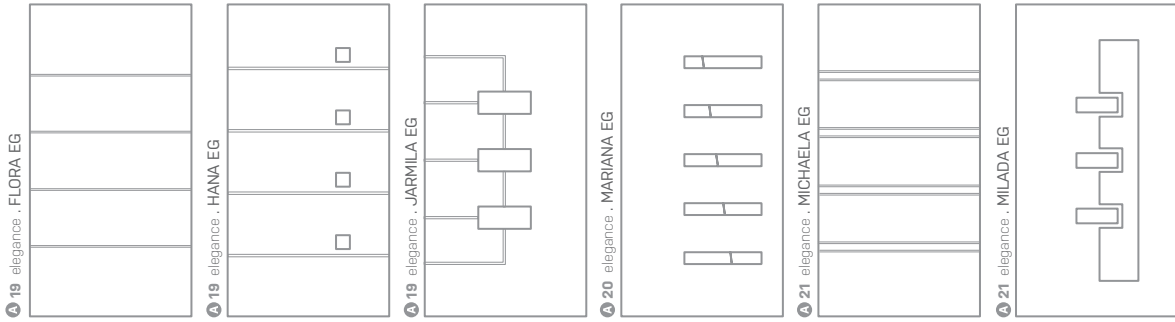 A 19 elegance . FLORA EG
A 19 elegance . HANA EG
A 19 elegance . JARMILA EG
A 20 elegance . MARIANA EG
A 21 elegance . MICHAELA EG
A 21 elegance . MILADA EG